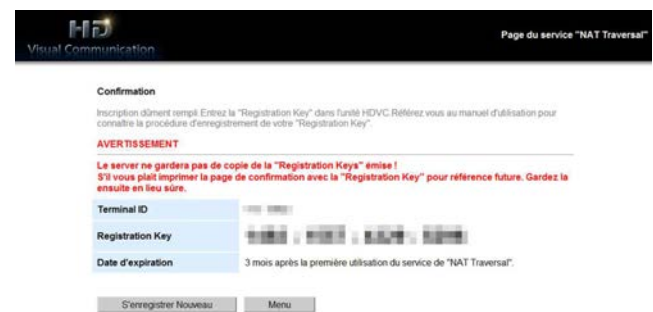 HD
Visual Communication
Page du service "NAT Traversal"
Confirmation
Inscription dûment rempli.Entrez la "Registration Key" dans l'unité HDVC.Référez vous au manuel d'utilisation pour
connaître la procédure d'enregistrement de votre "Registration Key".
AVERTISSEMENT
Le server ne gardera pas de copie de la "Registration Keys" émise !
S'il vous plait imprimer la page de confirmation avec la "Registration Key" pour référence future. Gardez la
ensuite en lieu sûre.
Terminal ID
Registration Key
Date d'expiration 3 mois après la première utilisation du service de "NAT Traversal".
S'enregistrer Nouveau Menu